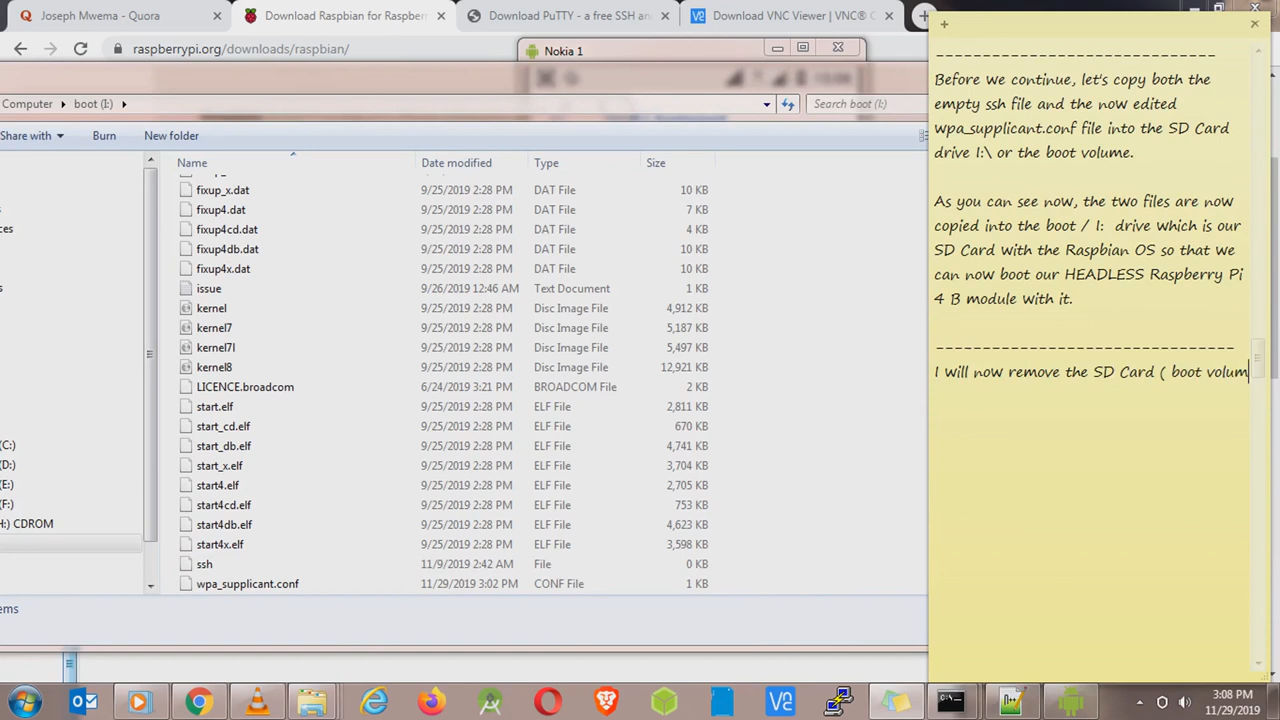 Joseph Mwema - Quora
Download Raspbian for Raspber
Download PuTTY - a free SSH an
Download VNC Viewer | VNC® C
raspberrypi.org/downloads/raspbian/
Nokia 1
Computer boot (I:)
Search boot (I:)
Share with Burn New folder
Name Date modified Type Size
fixup_x.dat 9/25/2019 2:28 PM DAT File 10 KB
fixup4.dat 9/25/2019 2:28 PM DAT File 7 KB
fixup4cd.dat 9/25/2019 2:28 PM DAT File 4 KB
fixup4db.dat 9/25/2019 2:28 PM DAT File 10 KB
fixup4x.dat 9/25/2019 2:28 PM DAT File 10 KB
issue 9/26/2019 12:46 AM Text Document 1 KB
kernel 9/25/2019 2:28 PM Disc Image File 4,912 KB
kernel7 9/25/2019 2:28 PM Disc Image File 5,187 KB
kernel7l 9/25/2019 2:28 PM Disc Image File 5,497 KB
kernel8 9/25/2019 2:28 PM Disc Image File 12,921 KB
LICENCE.broadcom 6/24/2019 3:21 PM BROADCOM File 2 KB
start.elf 9/25/2019 2:28 PM ELF File 2,811 KB
start_cd.elf 9/25/2019 2:28 PM ELF File 670 KB
start_db.elf 9/25/2019 2:28 PM ELF File 4,741 KB
start_x.elf 9/25/2019 2:28 PM ELF File 3,704 KB
start4.elf 9/25/2019 2:28 PM ELF File 2,705 KB
start4cd.elf 9/25/2019 2:28 PM ELF File 753 KB
start4db.elf 9/25/2019 2:28 PM ELF File 4,623 KB
start4x.elf 9/25/2019 2:28 PM ELF File 3,598 KB
ssh 11/9/2019 2:42 AM File 0 KB
wpa_supplicant.conf 11/29/2019 3:02 PM CONF File 1 KB
ces
(C:)
(D:)
(E:)
(F:)
H:) CDROM
ems
------------------------------
Before we continue, let's copy both the
empty ssh file and the now edited
wpa_supplicant.conf file into the SD Card
drive I:\ or the boot volume.
As you can see now, the two files are now
copied into the boot / I: drive which is our
SD Card with the Raspbian OS so that we
can now boot our HEADLESS Raspberry Pi
4 B module with it.
--------------------------------
I will now remove the SD Card ( boot volum
3:08 PM
11/29/2019